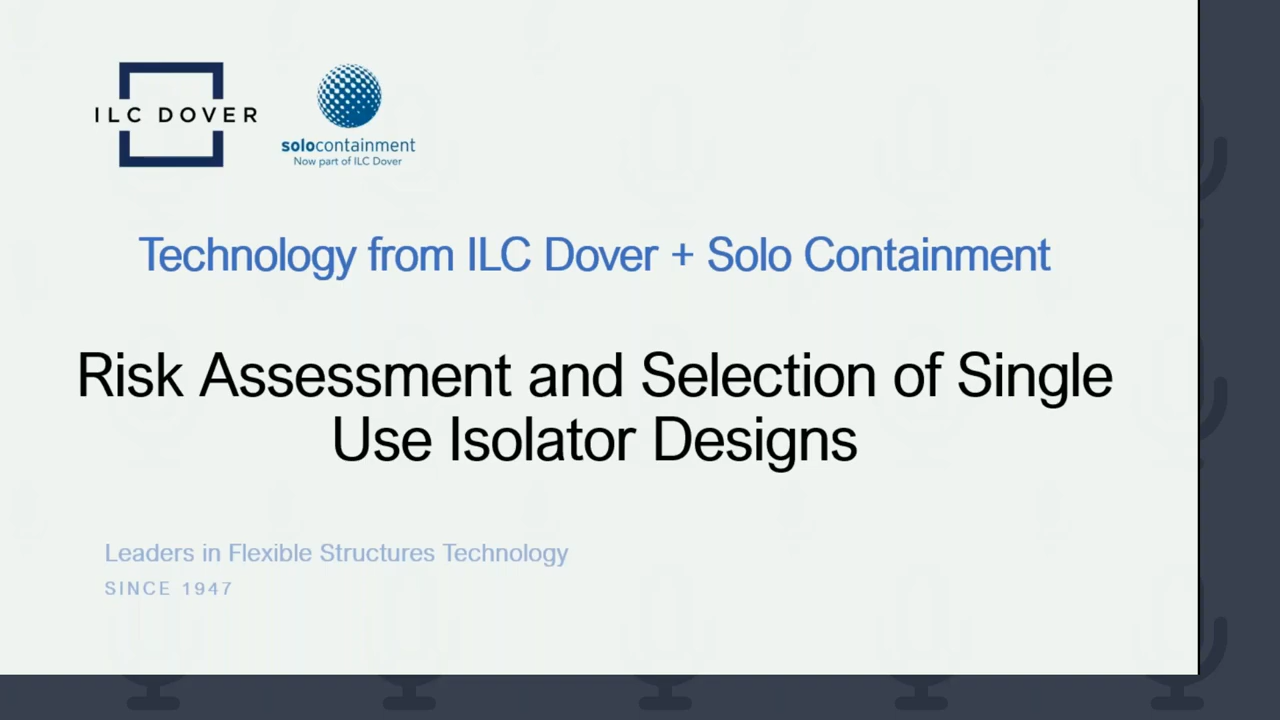 ILC DOVER
solocontainment
Now part of ILC Dover
Technology from ILC Dover + Solo Containment
Risk Assessment and Selection of Single
Use Isolator Designs
Leaders in Flexible Structures Technology
SINCE 1947